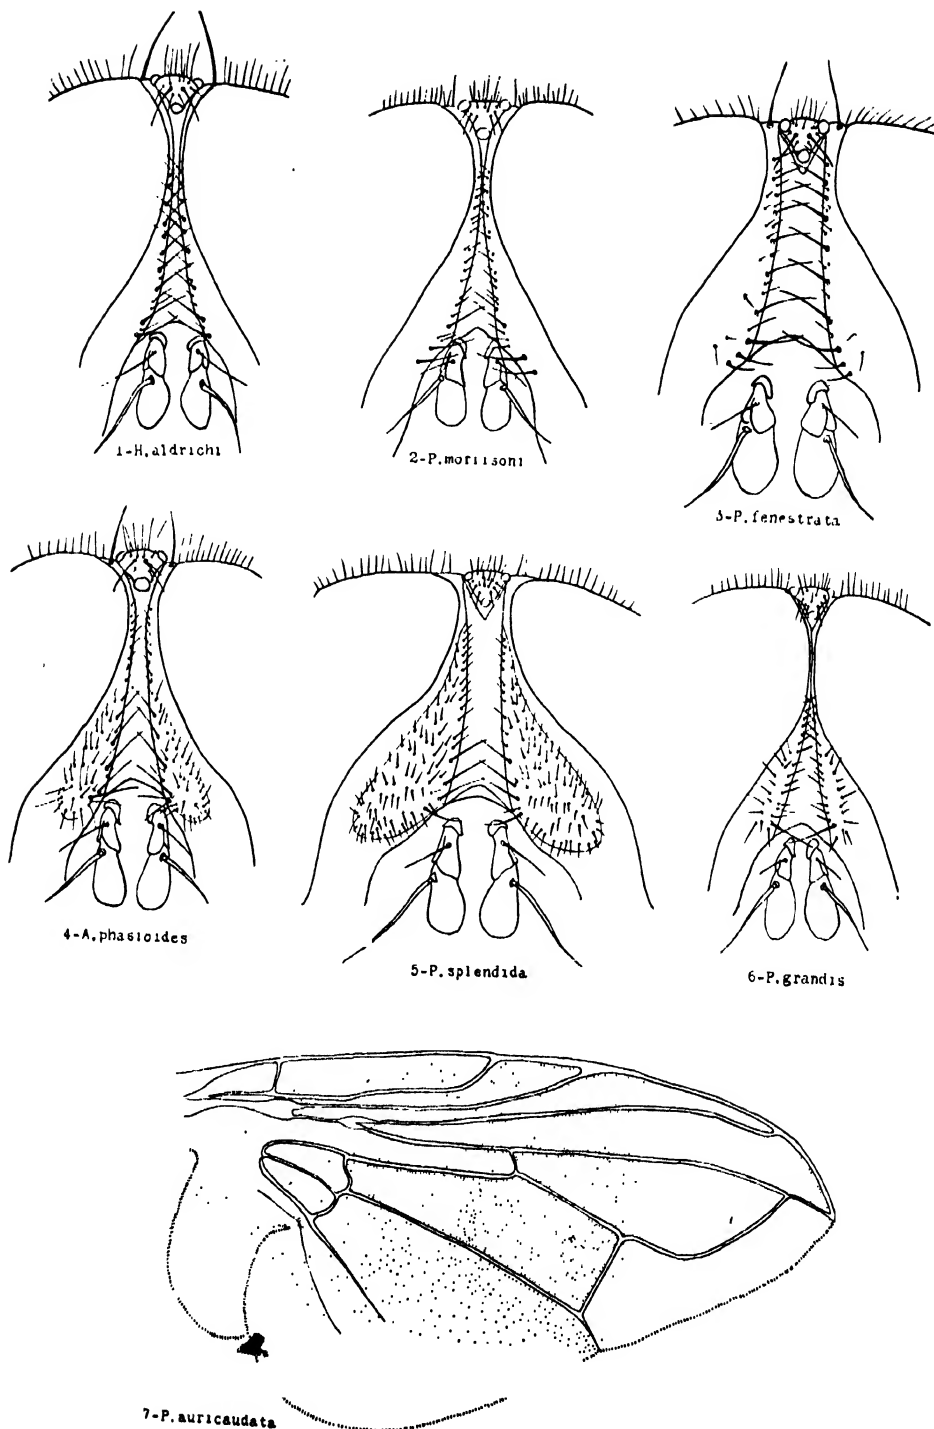 1-H.aldrichi
2-P.morrisoni
3-P.fenestrata
4-A.phasioides
5-P.splendida
6-P.grandis
7-P.auricaudata